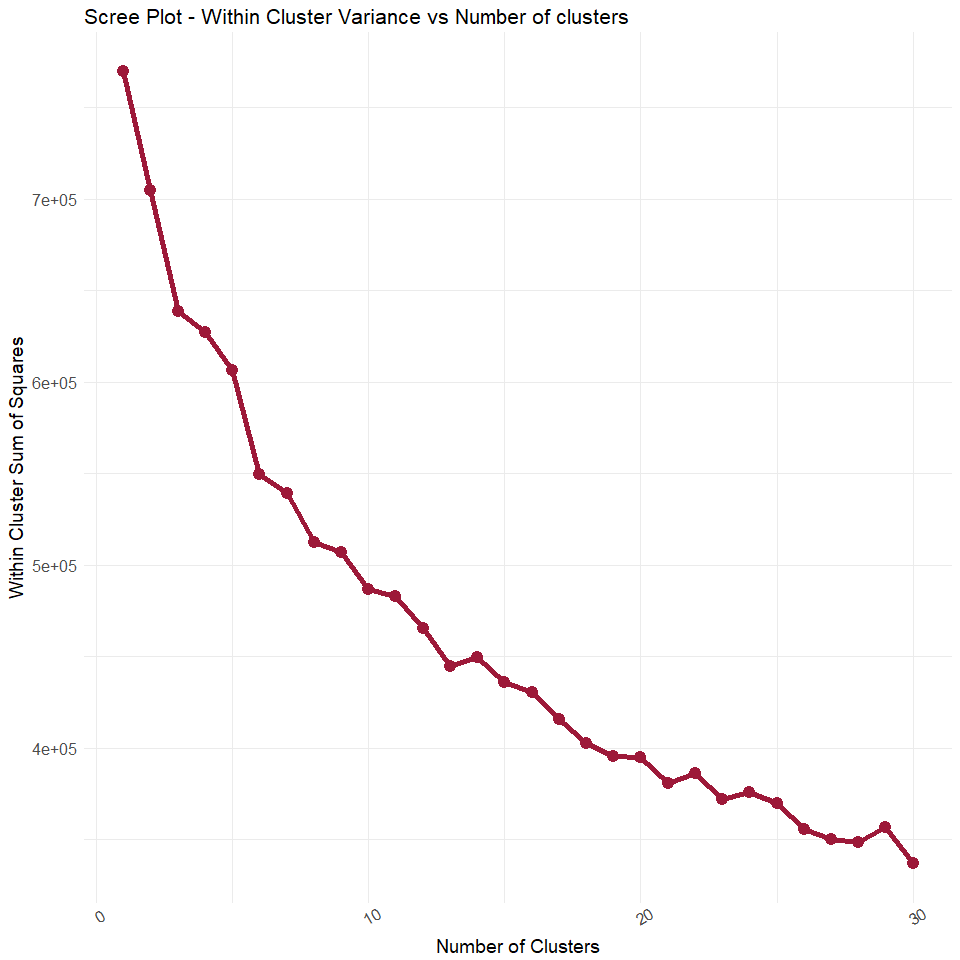 Scree Plot - Within Cluster Variance vs Number of clusters
Within Cluster Sum of Squares
7e+05
6e+05
5e+05
4e+05
0
10
20
30
Number of Clusters